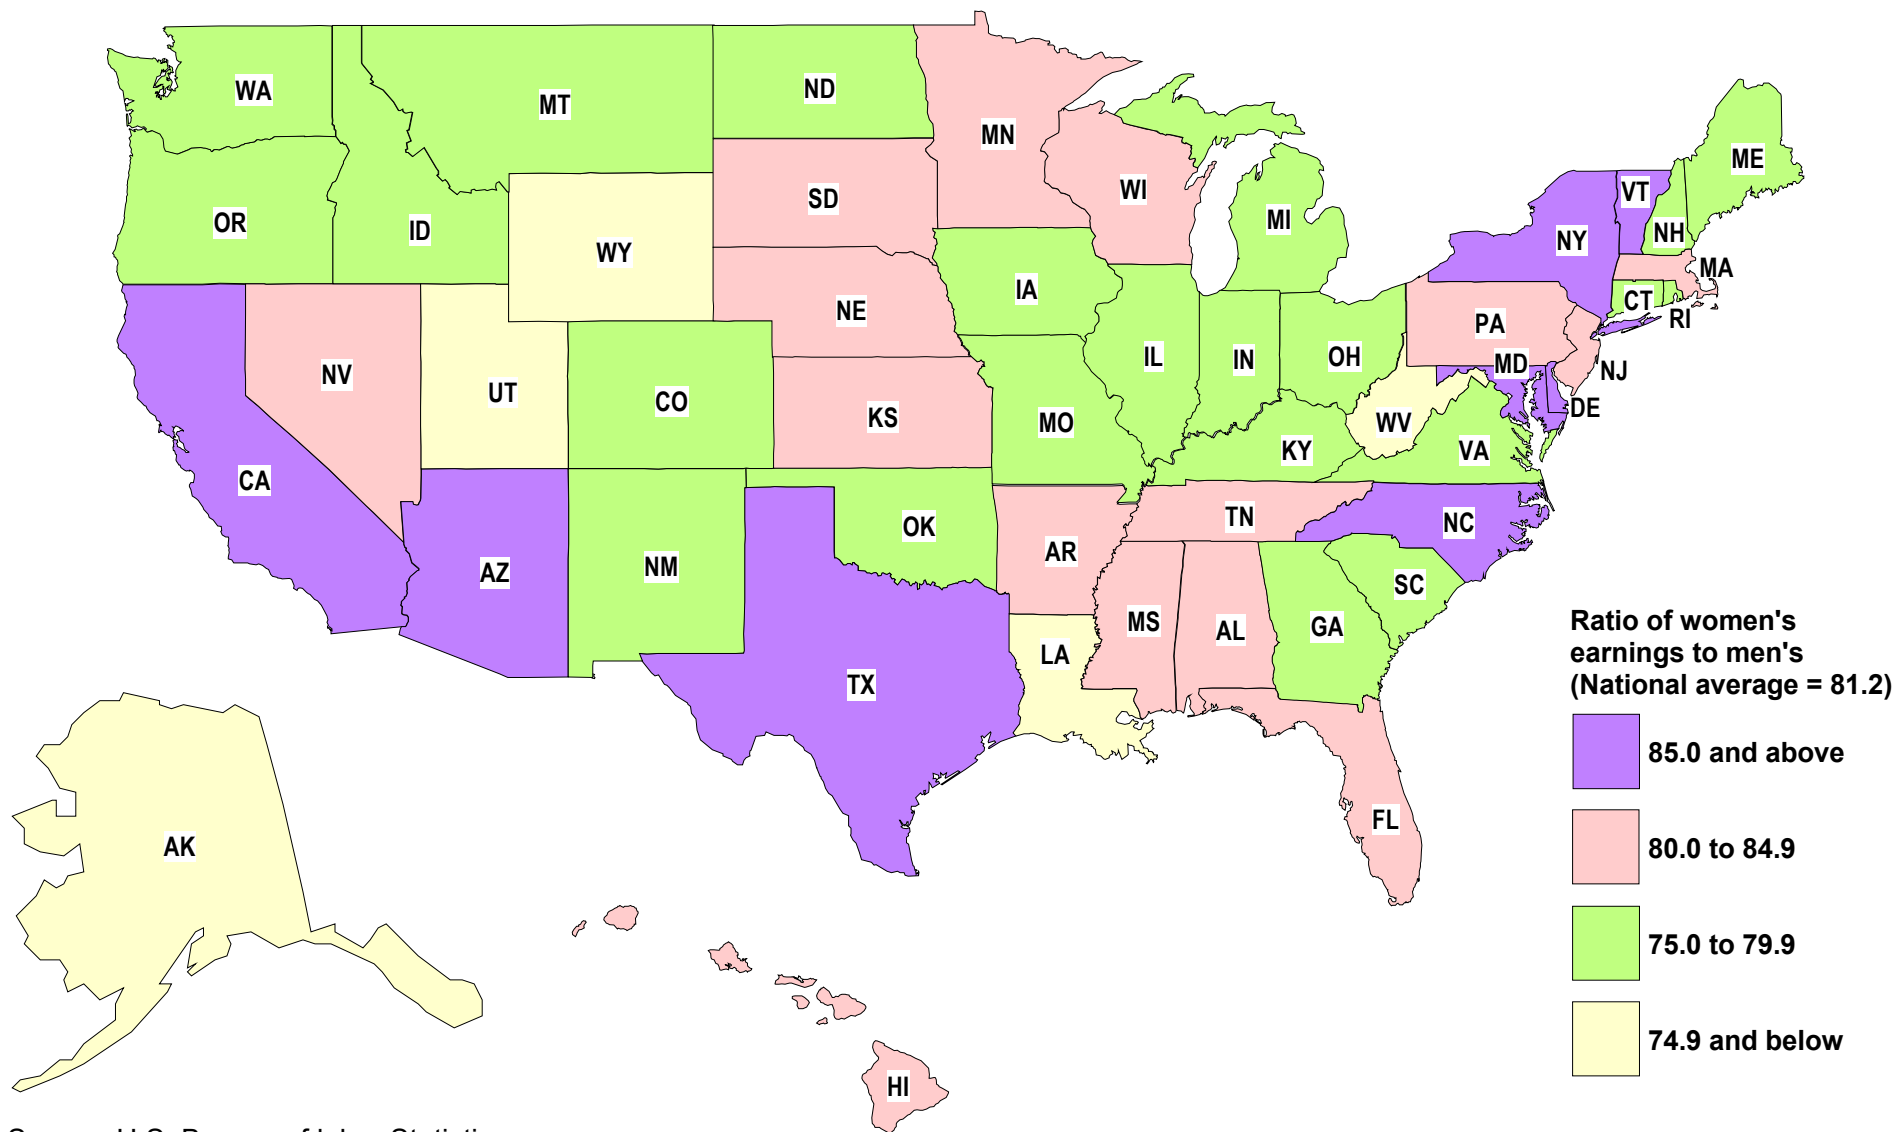 WA
MT
ND
MN
ME
SD
WI
VT
OR
ID
MI
NH
NY
WY
MA
IA
CT
NE
RI
PA
IL
IN
OH
MD
NJ
NV
UT
CO
KS
DE
MO
WV
KY
VA
CA
TN
NC
OK
AR
AZ
NM
SC
MS
AL
GA
LA
TX
FL
AK
HI
Ratio of women's
earnings to men's
(National average = 81.2)
85.0 and above
80.0 to 84.9
75.0 to 79.9
74.9 and below